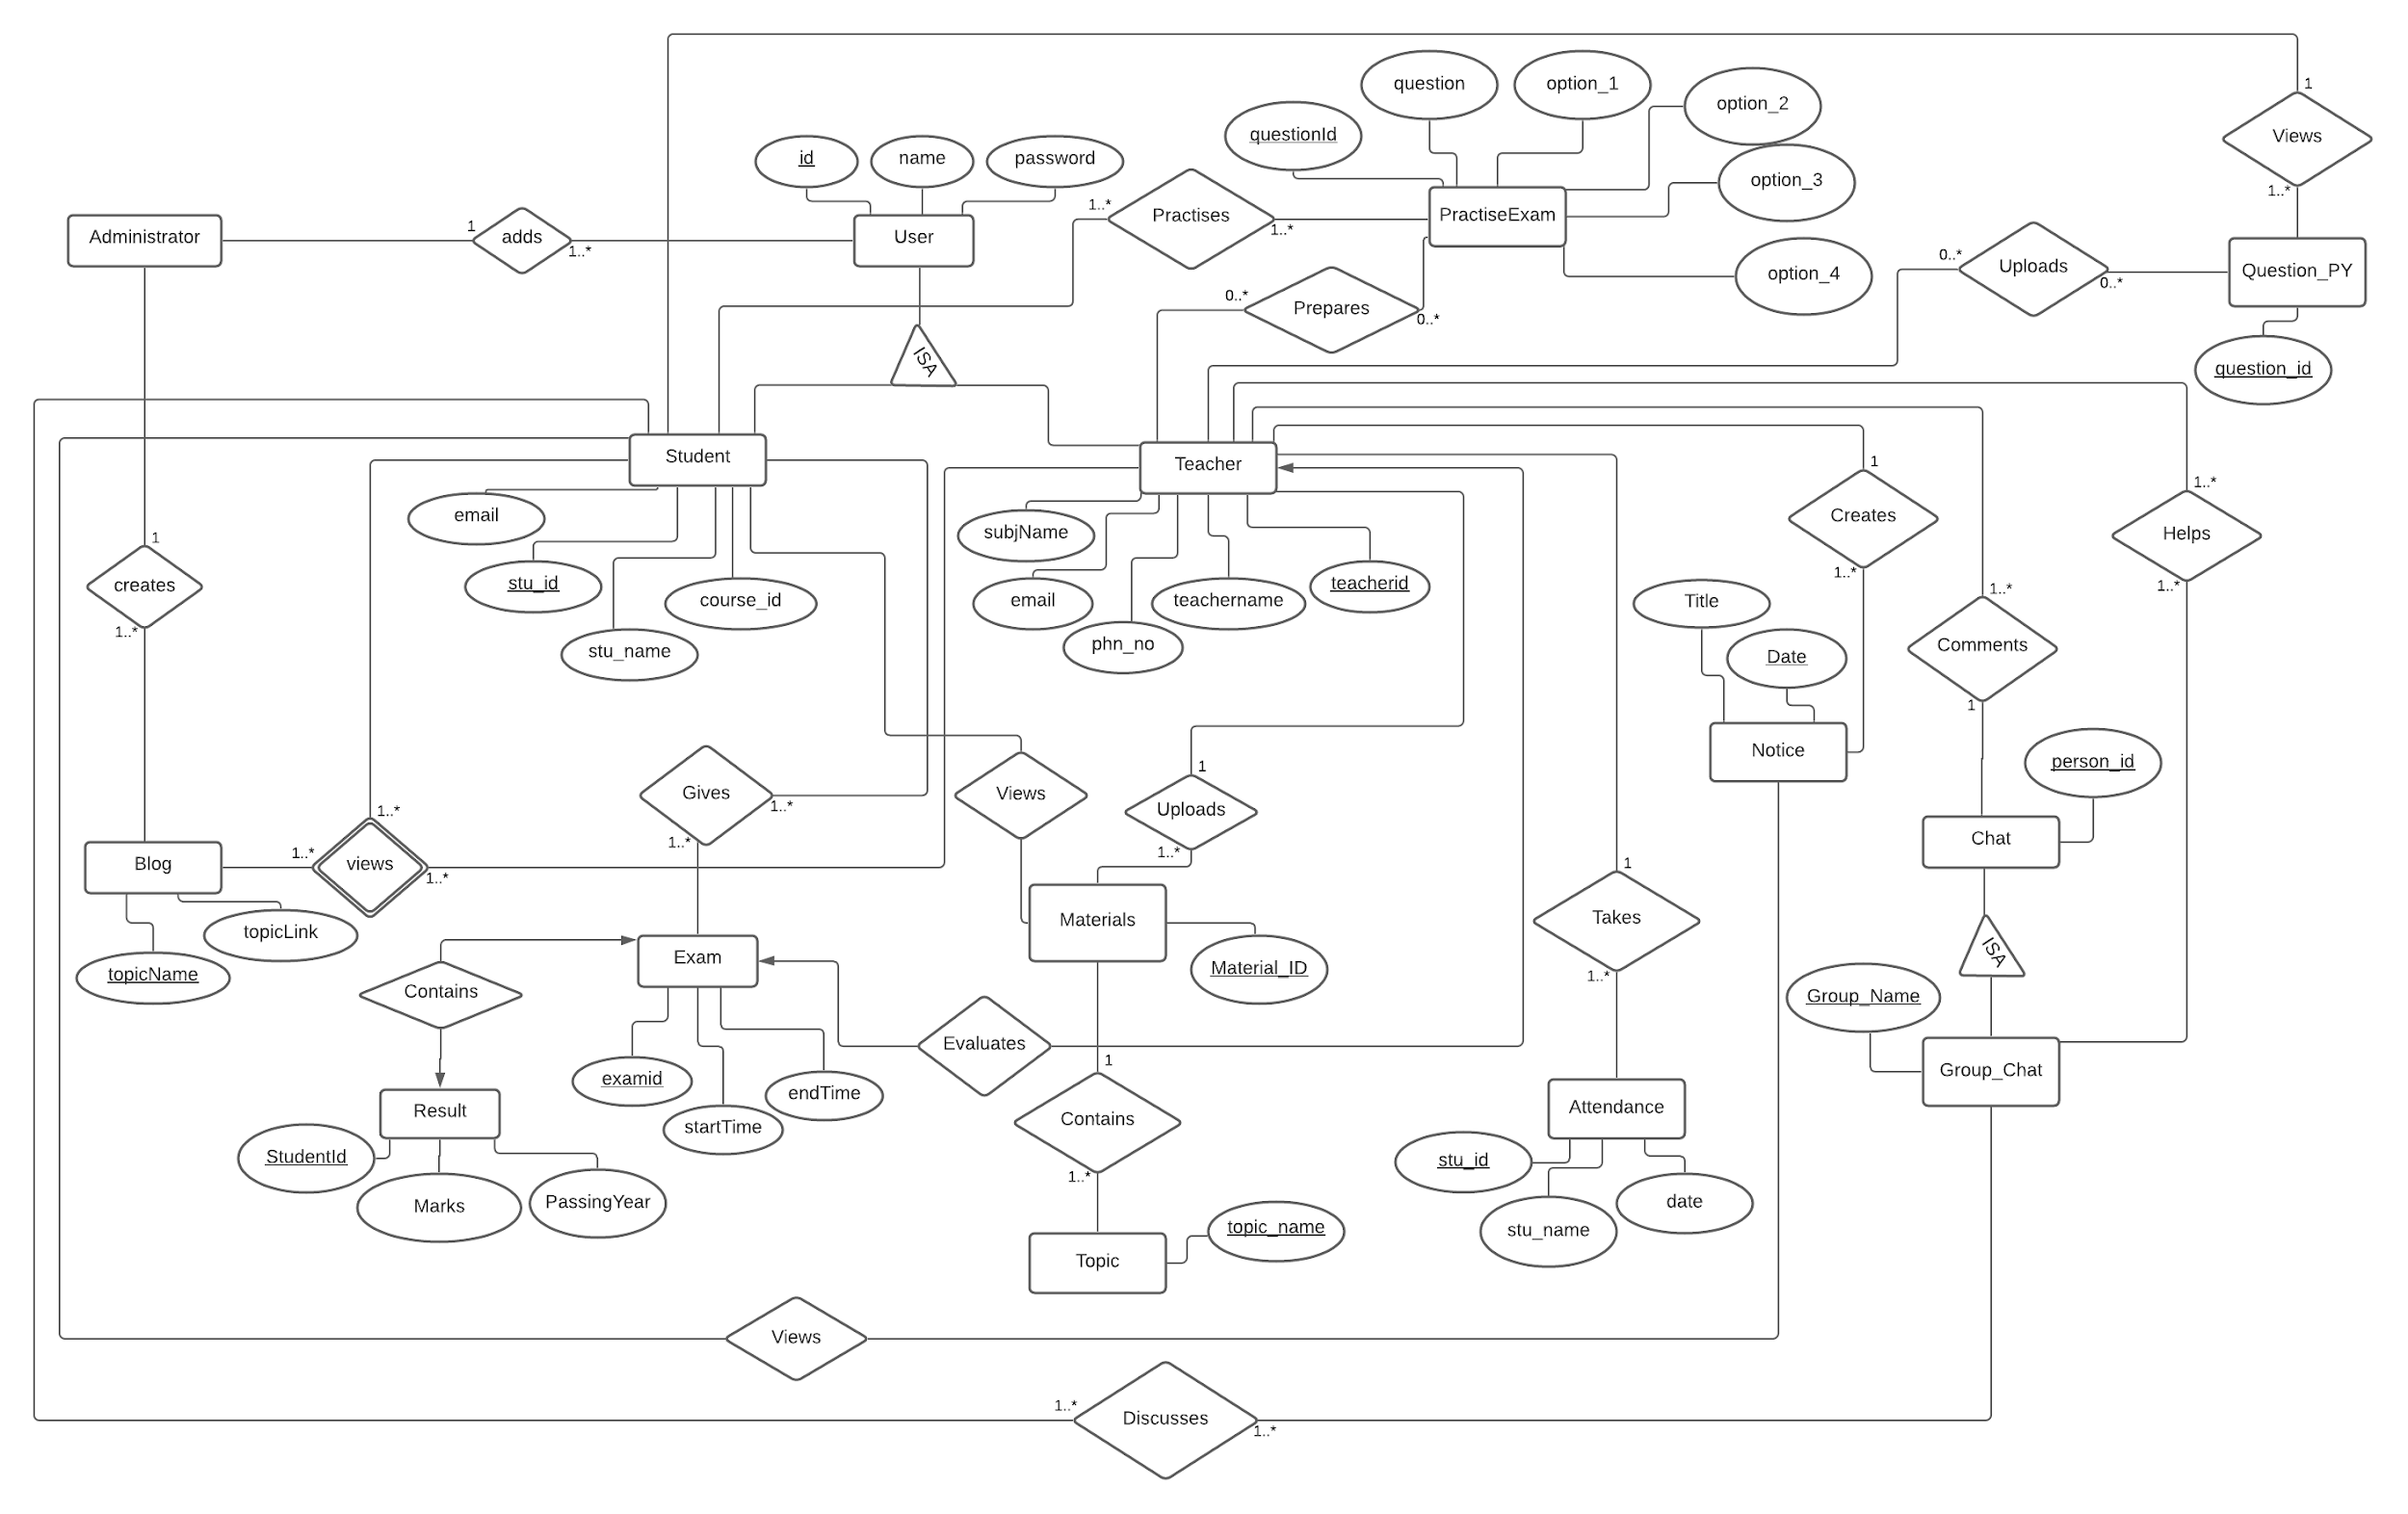 1
question
option_1
option_2
Views
questionId
1..*
id
name
password
option_3
1..*
Practises
1..*
PractiseExam
Administrator
1
adds
1..*
User
0..*
Uploads
0..*
Question_PY
option_4
0..*
Prepares
0..*
ISA
question_id
Student
Teacher
1
1..*
email
subjName
Creates
Helps
1
creates
1..*
stu_id
course_id
email
teachername
teacherid
1..*
1..*
1..*
Title
Comments
1
stu_name
phn_no
Date
Notice
person_id
Gives
1..*
1..*
Views
1
Uploads
1..*
1..*
Chat
Blog
1..*
views
1..*
1
topicLink
topicName
Materials
Takes
1..*
Exam
Material_ID
ISA
Contains
Group_Name
Evaluates
1
Group_Chat
examid
endTime
startTime
Result
Contains
1..*
Attendance
StudentId
Marks
PassingYear
stu_id
stu_name
date
topic_name
Topic
Views
1..*
Discusses
1..*